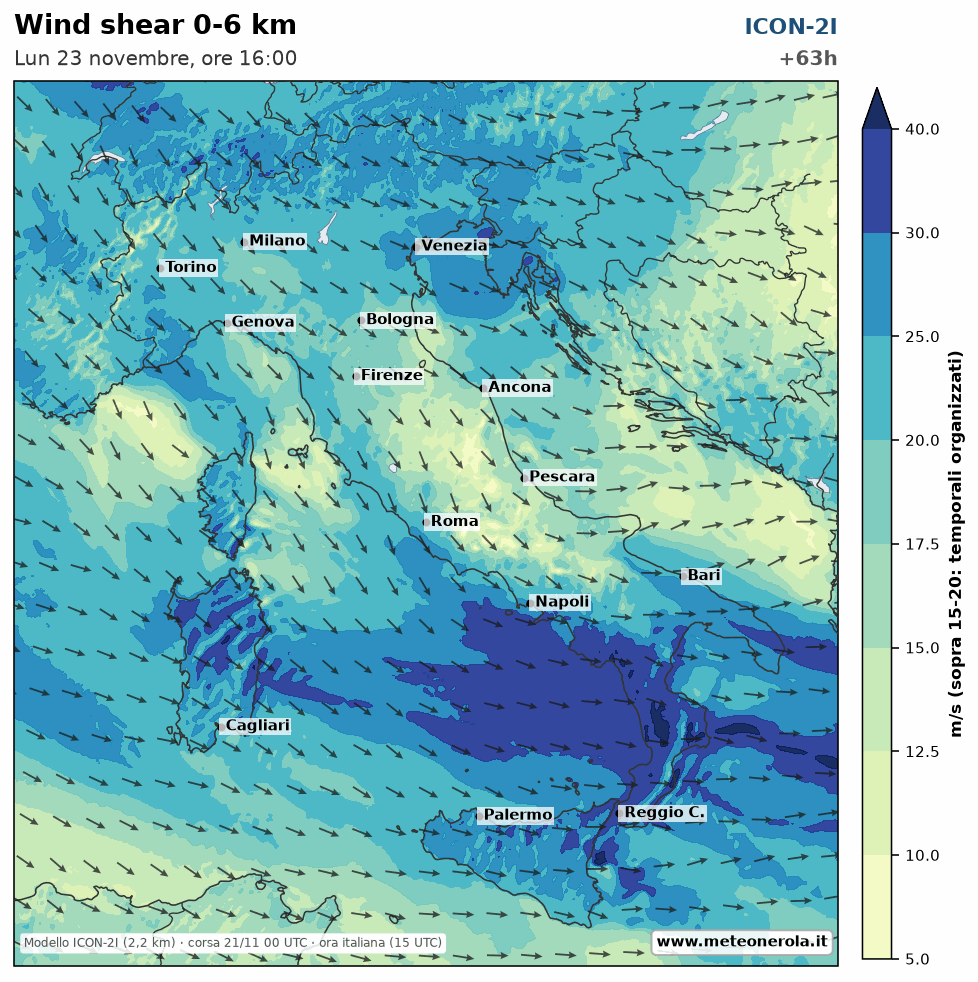 Wind shear 0-6 km
ICON-2I
Lun 23 novembre, ore 16:00
+63h
Milano
Venezia
Torino
Genova
Bologna
Firenze
Ancona
Pescara
Roma
Bari
Napoli
Cagliari
Palermo
Reggio C.
Modello ICON-2I (2,2 km) · corsa 21/11 00 UTC · ora italiana (15 UTC)
www.meteonerola.it
40.0
30.0
25.0
20.0
17.5
15.0
12.5
10.0
5.0
m/s (sopra 15-20: temporali organizzati)